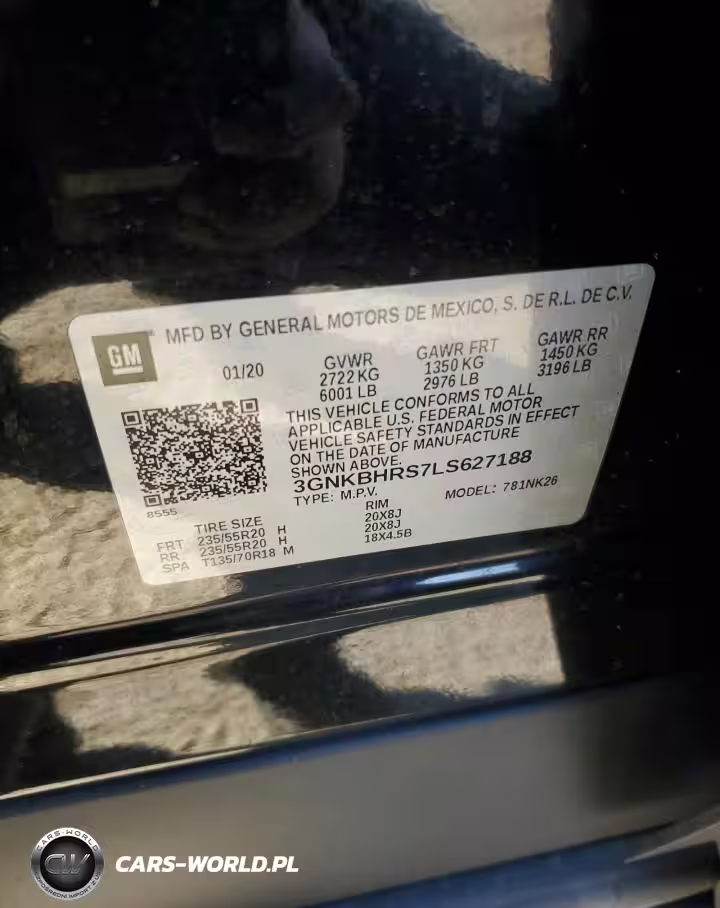 GM MFD BY GENERAL MOTORS DE MEXICO, S. DE R.L. DE C.V.
01/20 GVWR GAWR FRT GAWR RR
2722 KG 1350 KG 1450 KG
6001 LB 2976 LB 3196 LB
THIS VEHICLE CONFORMS TO ALL
APPLICABLE U.S. FEDERAL MOTOR
VEHICLE SAFETY STANDARDS IN EFFECT
ON THE DATE OF MANUFACTURE
SHOWN ABOVE.
3GNKBHRS7LS627188
TYPE: M.P.V. MODEL: 781NK26
8555
TIRE SIZE RIM
FRT 235/55R20 H 20X8J
RR 235/55R20 H 20X8J
SPA T135/70R18 M 18X4.5B
CARS-WORLD
CW
CARS-WORLD.PL